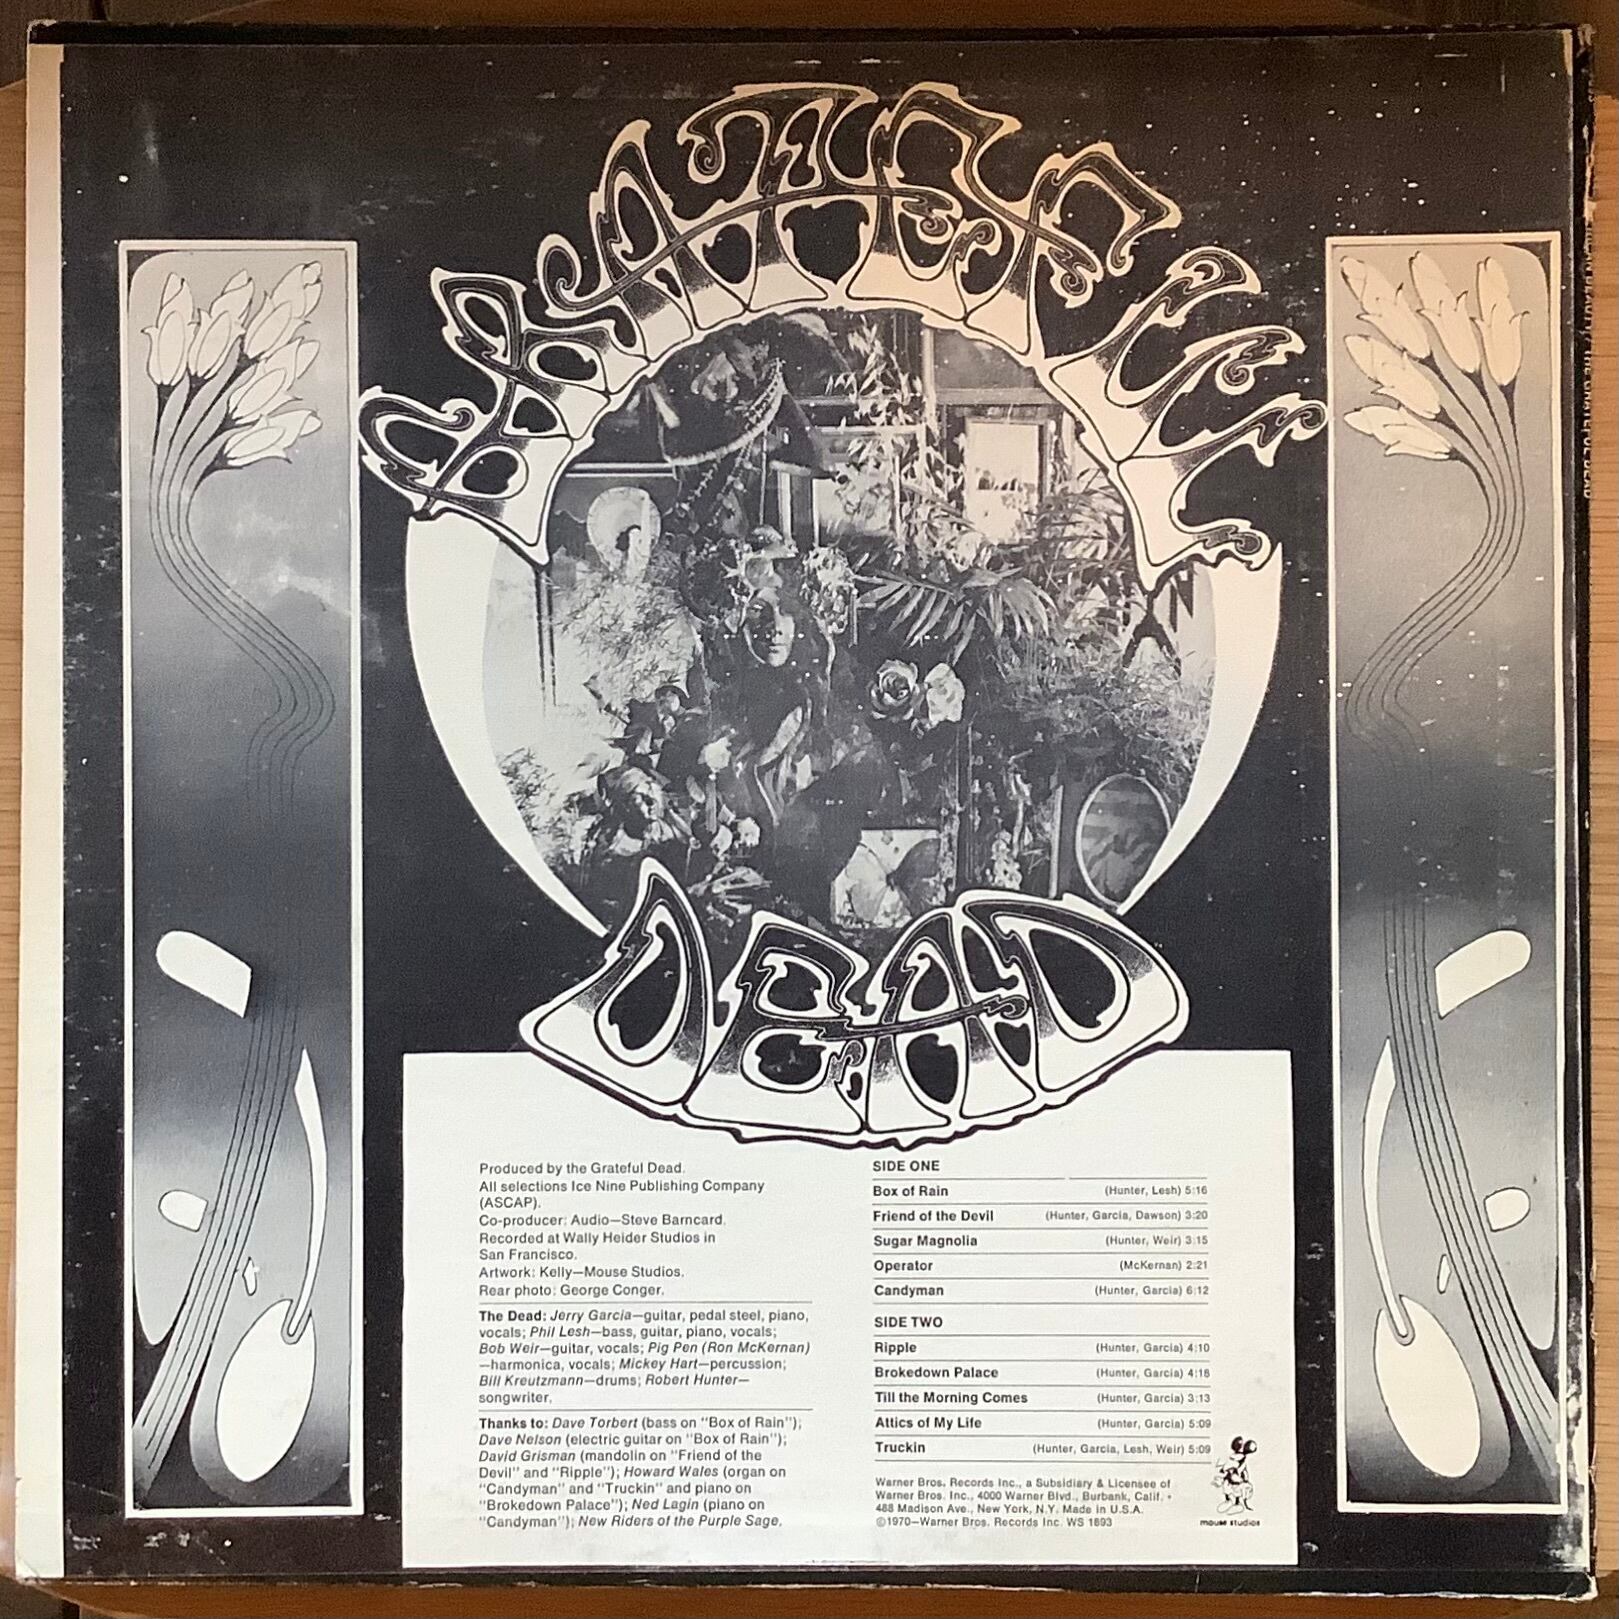 GRATEFUL
DEAD
Produced by the Grateful Dead.
All selections Ice Nine Publishing Company
(ASCAP).
Co-producer: Audio—Steve Barncard.
Recorded at Wally Heider Studios in
San Francisco.
Artwork: Kelly—Mouse Studios.
Rear photo: George Conger.
The Dead: Jerry Garcia—guitar, pedal steel, piano,
vocals; Phil Lesh—bass, guitar, piano, vocals;
Bob Weir—guitar, vocals; Pig Pen (Ron McKernan)
—harmonica, vocals; Mickey Hart—percussion;
Bill Kreutzmann—drums; Robert Hunter—
songwriter.
Thanks to: Dave Torbert (bass on "Box of Rain");
Dave Nelson (electric guitar on "Box of Rain");
David Grisman (mandolin on "Friend of the
Devil" and "Ripple"); Howard Wales (organ on
"Candyman" and "Truckin" and piano on
"Brokedown Palace"); Ned Lagin (piano on
"Candyman"); New Riders of the Purple Sage.
SIDE ONE
Box of Rain (Hunter, Lesh) 5:16
Friend of the Devil (Hunter, Garcia, Dawson) 3:20
Sugar Magnolia (Hunter, Weir) 3:15
Operator (McKernan) 2:21
Candyman (Hunter, Garcia) 6:12
SIDE TWO
Ripple (Hunter, Garcia) 4:10
Brokedown Palace (Hunter, Garcia) 4:18
Till the Morning Comes (Hunter, Garcia) 3:13
Attics of My Life (Hunter, Garcia) 5:09
Truckin (Hunter, Garcia, Lesh, Weir) 5:09
Warner Bros. Records Inc., a Subsidiary & Licensee of
Warner Bros. Inc., 4000 Warner Blvd., Burbank, Calif. •
488 Madison Ave., New York, N.Y. Made in U.S.A.
©1970—Warner Bros. Records Inc. WS 1893
mouse studios
THE GRATEFUL DEAD